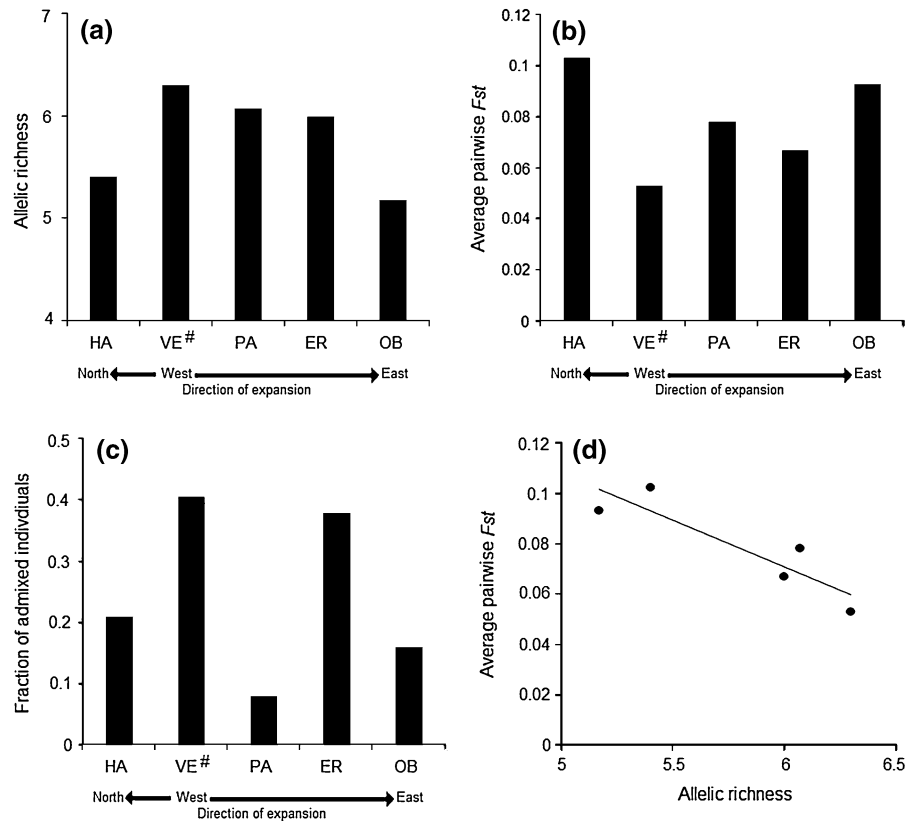 (a)
Allelic richness
7
6
5
4
HA VE# PA ER OB
North West East
Direction of expansion
(b)
Average pairwise Fst
0.12
0.1
0.08
0.06
0.04
0.02
0
HA VE# PA ER OB
North West East
Direction of expansion
(c)
Fraction of admixed indivdiuals
0.5
0.4
0.3
0.2
0.1
0
HA VE# PA ER OB
North West East
Direction of expansion
(d)
Average pairwise Fst
0.12
0.1
0.08
0.06
0.04
0.02
0
5 5.5 6 6.5
Allelic richness